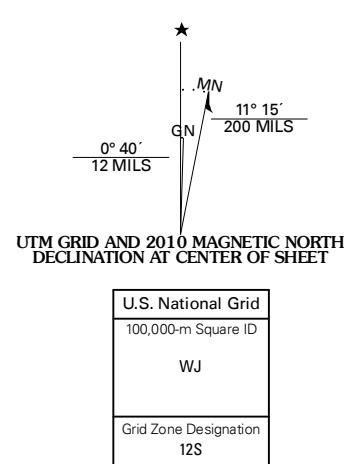 ★
MN
GN
11° 15´
200 MILS
0° 40´
12 MILS
UTM GRID AND 2010 MAGNETIC NORTH
DECLINATION AT CENTER OF SHEET
U.S. National Grid
100,000-m Square ID
WJ
Grid Zone Designation
12S